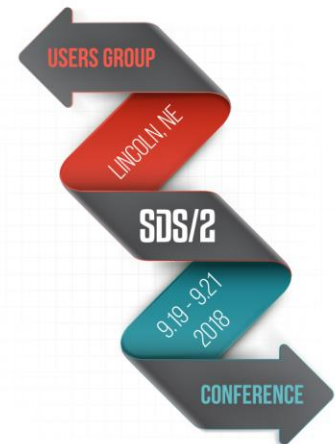 USERS GROUP
LINCOLN, NE
SDS/2
9.19 - 9.21
2018
CONFERENCE